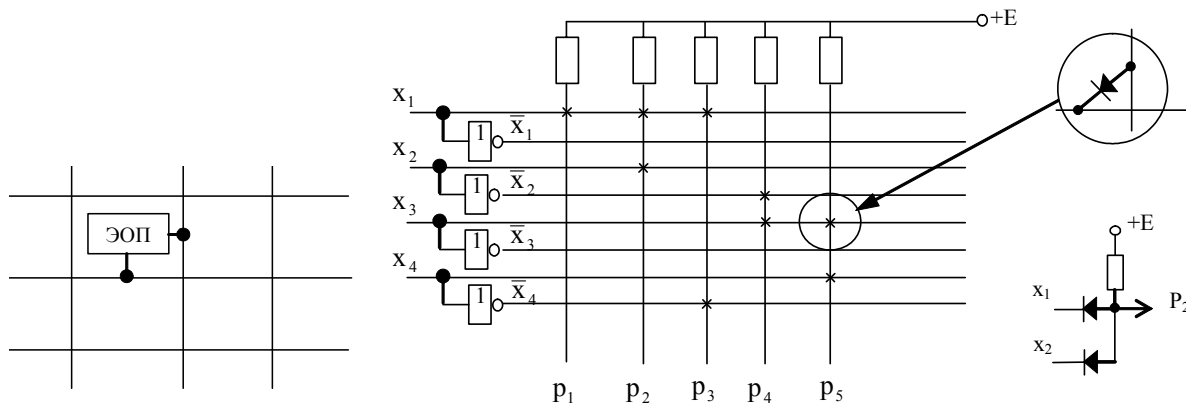 ЭОП
+E
x₁
1
x̅₁
x₂
1
x̅₂
x₃
1
x̅₃
x₄
1
x̅₄
p₁ p₂ p₃ p₄ p₅
+E
x₁
P₂
x₂